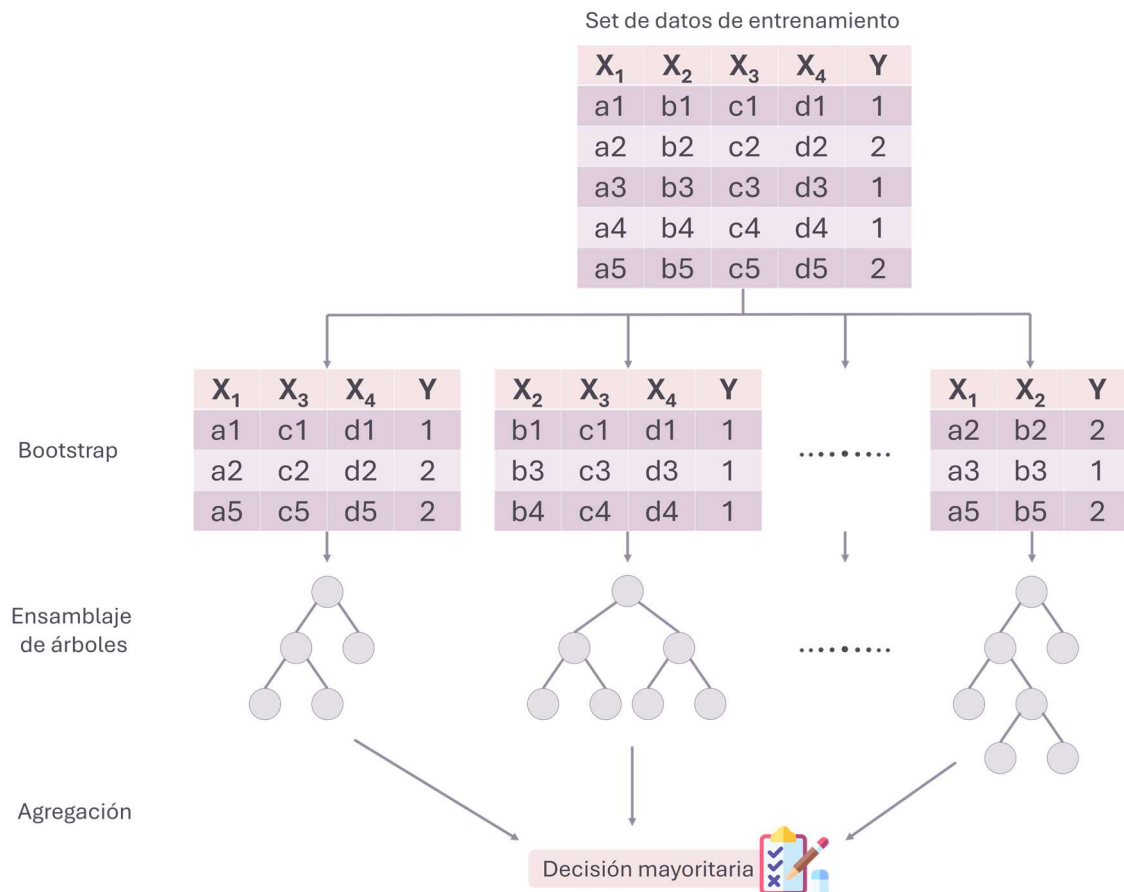 Set de datos de entrenamiento
X₁ X₂ X₃ X₄ Y
a1 b1 c1 d1 1
a2 b2 c2 d2 2
a3 b3 c3 d3 1
a4 b4 c4 d4 1
a5 b5 c5 d5 2
Bootstrap
X₁ X₃ X₄ Y
a1 c1 d1 1
a2 c2 d2 2
a5 c5 d5 2
X₂ X₃ X₄ Y
b1 c1 d1 1
b3 c3 d3 1
b4 c4 d4 1
.........
X₁ X₂ Y
a2 b2 2
a3 b3 1
a5 b5 2
Ensamblaje
de árboles
.........
Agregación
Decisión mayoritaria